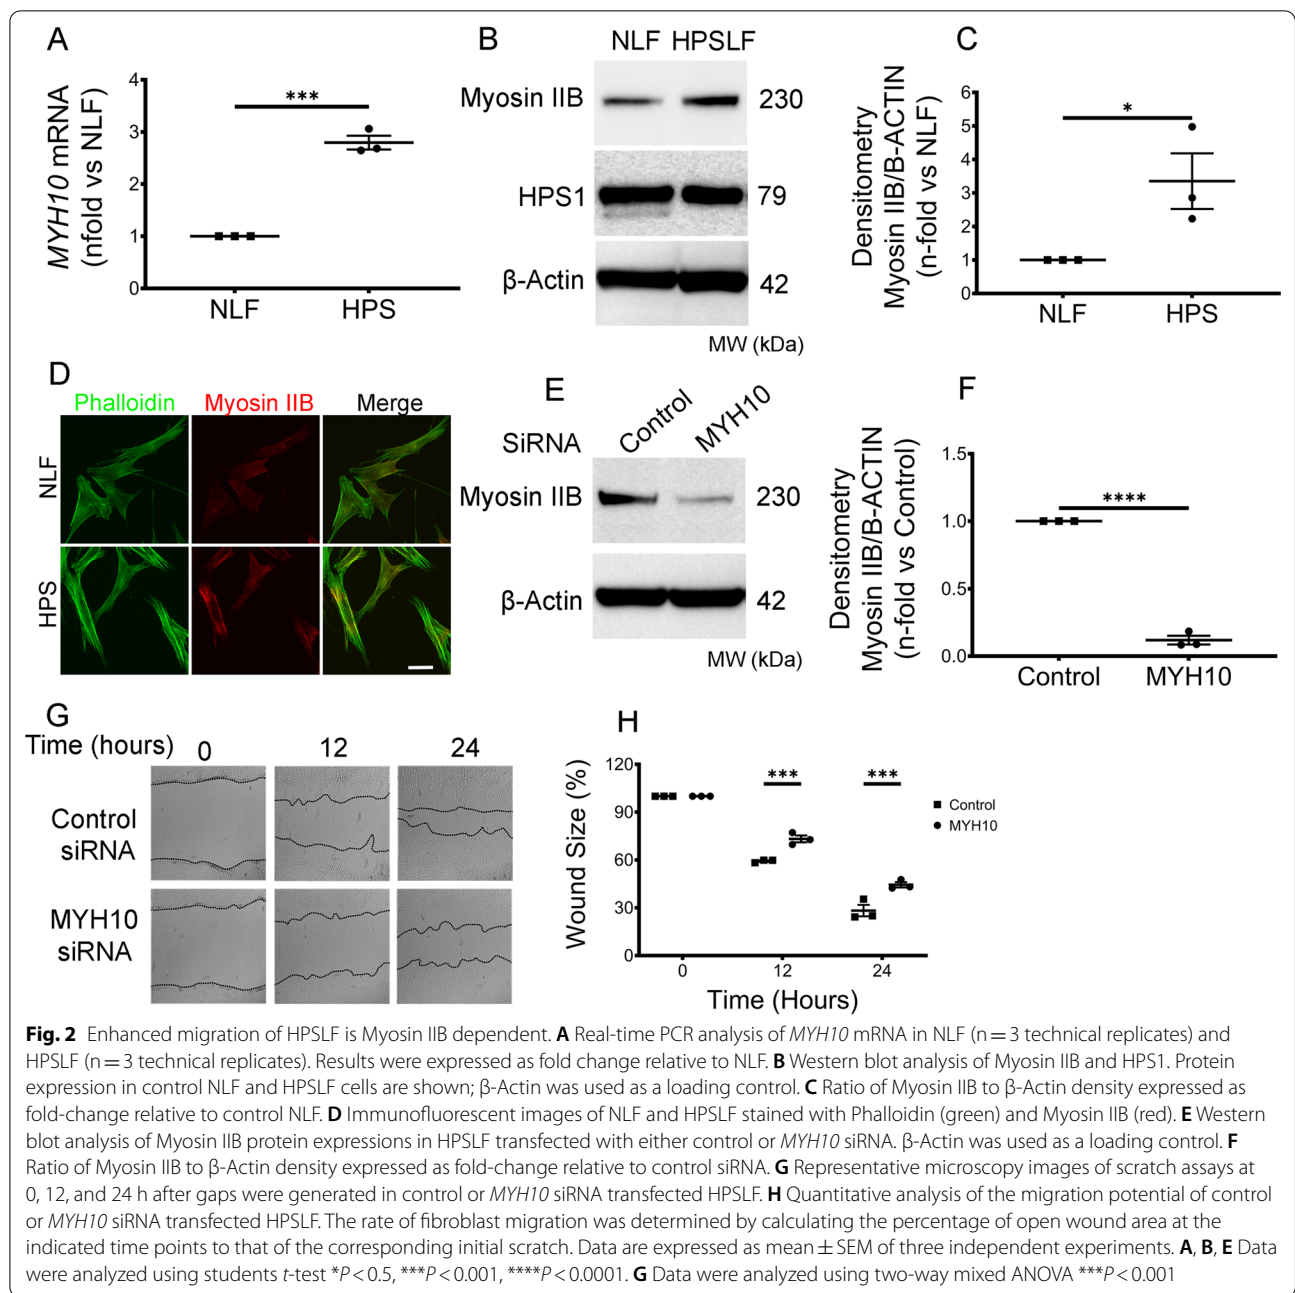 A
MYH10 mRNA
(nfold vs NLF)
4
3
2
1
0
***
NLF
HPS
B
NLF HPSLF
Myosin IIB
230
HPS1
79
β-Actin
42
MW (kDa)
C
Densitometry
Myosin IIB/B-ACTIN
(n-fold vs NLF)
6
5
4
3
2
1
0
*
NLF
HPS
D
Phalloidin
Myosin IIB
Merge
NLF
HPS
E
SiRNA
Control
MYH10
Myosin IIB
230
β-Actin
42
MW (kDa)
F
Densitometry
Myosin IIB/B-ACTIN
(n-fold vs Control)
1.5
1.0
0.5
0.0
****
Control
MYH10
G
Time (hours)
0
12
24
Control
siRNA
MYH10
siRNA
H
Wound Size (%)
120
90
60
30
0
***
***
Control
MYH10
0
12
24
Time (Hours)
Fig. 2 Enhanced migration of HPSLF is Myosin IIB dependent. A Real-time PCR analysis of MYH10 mRNA in NLF (n = 3 technical replicates) and
HPSLF (n = 3 technical replicates). Results were expressed as fold change relative to NLF. B Western blot analysis of Myosin IIB and HPS1. Protein
expression in control NLF and HPSLF cells are shown; β-Actin was used as a loading control. C Ratio of Myosin IIB to β-Actin density expressed as
fold-change relative to control NLF. D Immunofluorescent images of NLF and HPSLF stained with Phalloidin (green) and Myosin IIB (red). E Western
blot analysis of Myosin IIB protein expressions in HPSLF transfected with either control or MYH10 siRNA. β-Actin was used as a loading control. F
Ratio of Myosin IIB to β-Actin density expressed as fold-change relative to control siRNA. G Representative microscopy images of scratch assays at
0, 12, and 24 h after gaps were generated in control or MYH10 siRNA transfected HPSLF. H Quantitative analysis of the migration potential of control
or MYH10 siRNA transfected HPSLF. The rate of fibroblast migration was determined by calculating the percentage of open wound area at the
indicated time points to that of the corresponding initial scratch. Data are expressed as mean ± SEM of three independent experiments. A, B, E Data
were analyzed using students t-test *P < 0.5, ***P < 0.001, ****P < 0.0001. G Data were analyzed using two-way mixed ANOVA ***P < 0.001